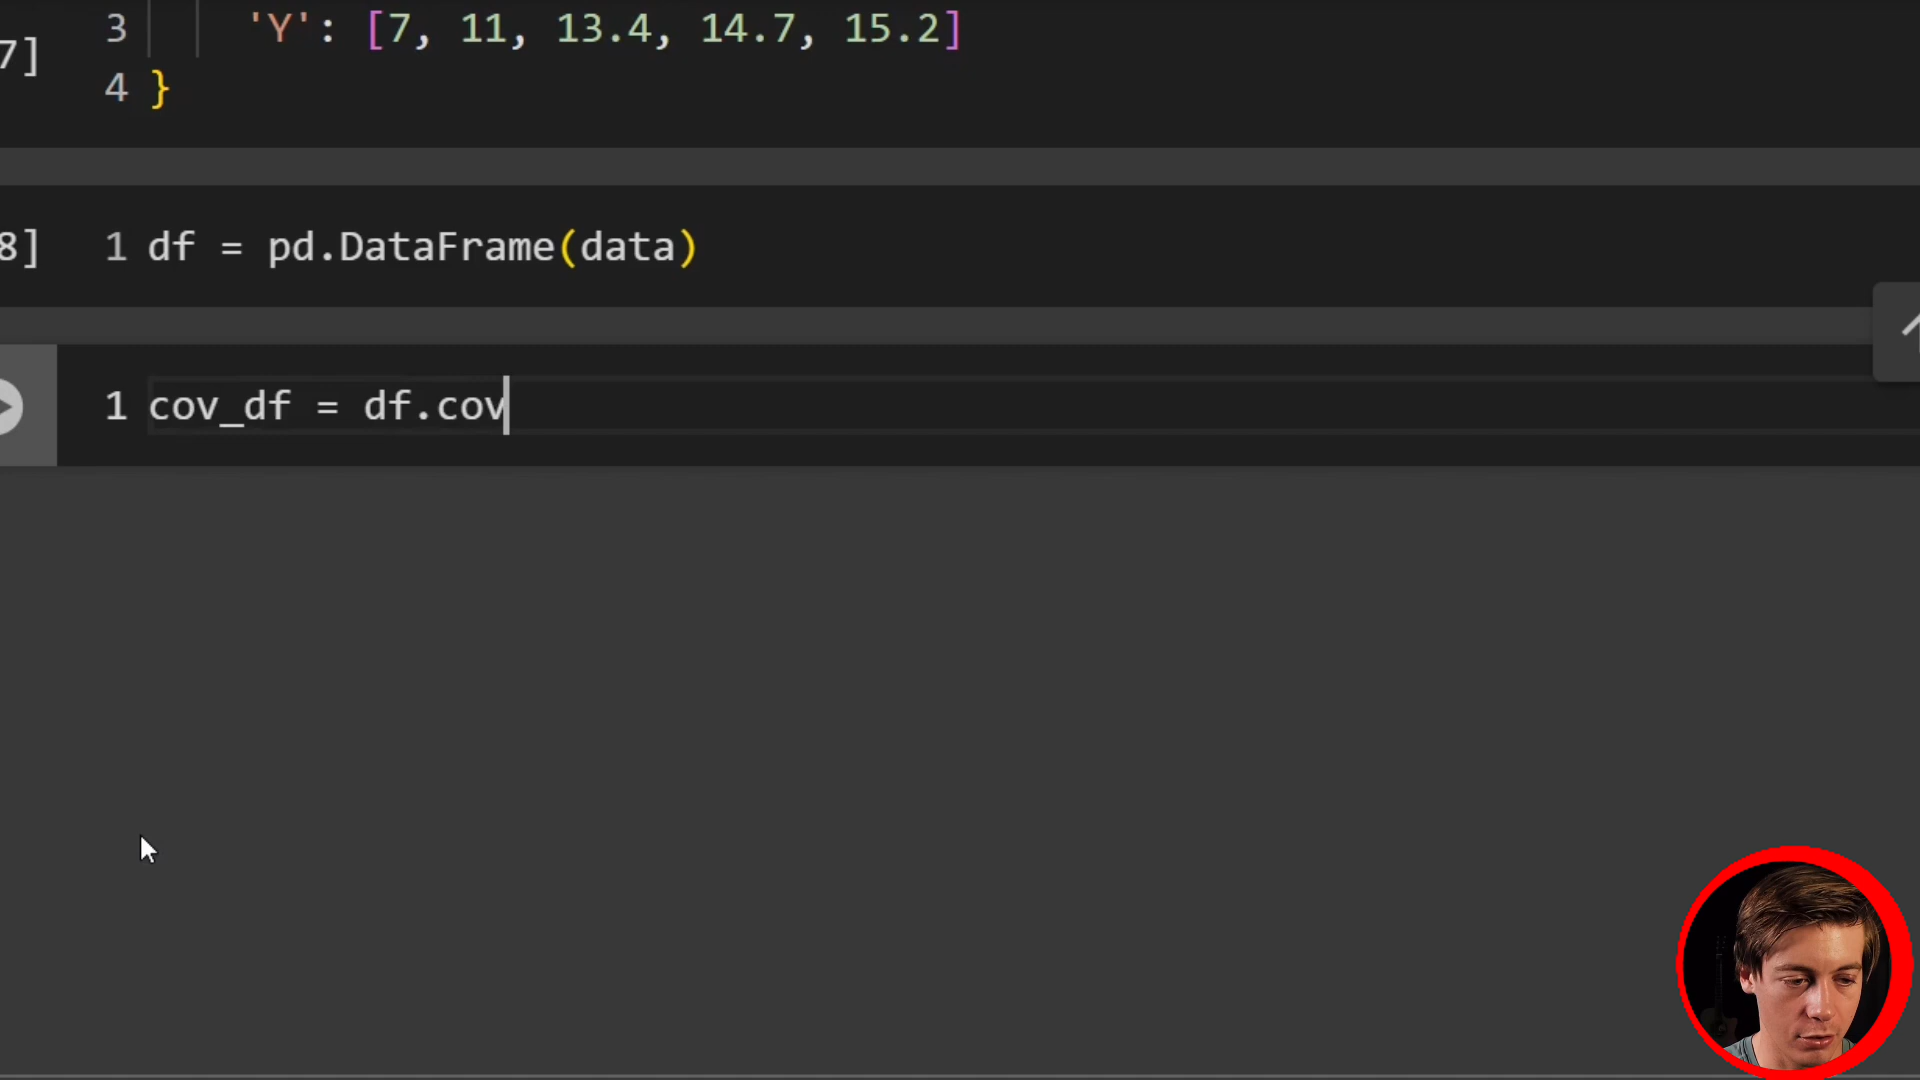 3 'Y': [7, 11, 13.4, 14.7, 15.2]
7]
4 }
8] 1 df = pd.DataFrame(data)
1 cov_df = df.cov